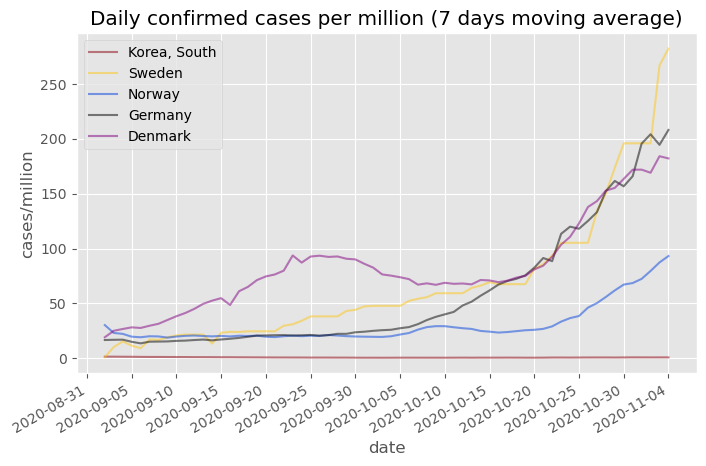 Daily confirmed cases per million (7 days moving average)
Korea, South
Sweden
Norway
Germany
Denmark
cases/million
250
200
150
100
50
0
2020-08-31
2020-09-05
2020-09-10
2020-09-15
2020-09-20
2020-09-25
2020-09-30
2020-10-05
2020-10-10
2020-10-15
2020-10-20
2020-10-25
2020-10-30
2020-11-04
date